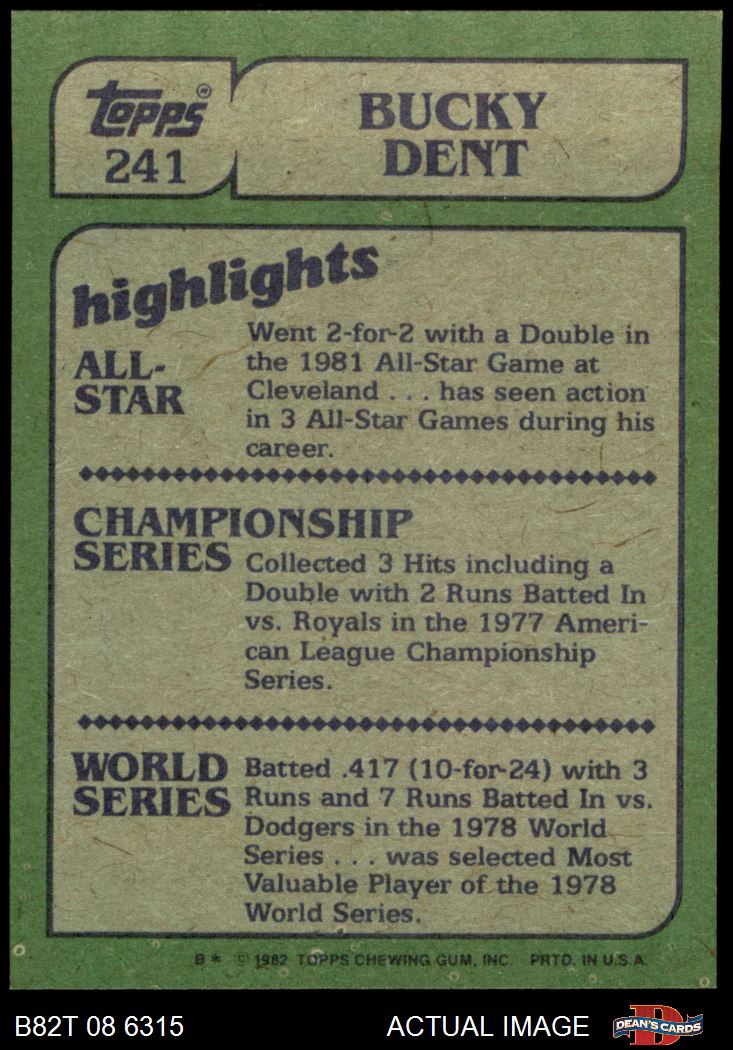 topps®
241
BUCKY
DENT
highlights
ALL-
STAR
Went 2-for-2 with a Double in
the 1981 All-Star Game at
Cleveland . . . has seen action
in 3 All-Star Games during his
career.
CHAMPIONSHIP
SERIES
Collected 3 Hits including a
Double with 2 Runs Batted In
vs. Royals in the 1977 Ameri-
can League Championship
Series.
WORLD
SERIES
Batted .417 (10-for-24) with 3
Runs and 7 Runs Batted In vs.
Dodgers in the 1978 World
Series . . . was selected Most
Valuable Player of the 1978
World Series.
B* © 1982 TOPPS CHEWING GUM, INC. PRTD. IN U.S.A.
B82T 08 6315
ACTUAL IMAGE
D
DEAN'S CARDS